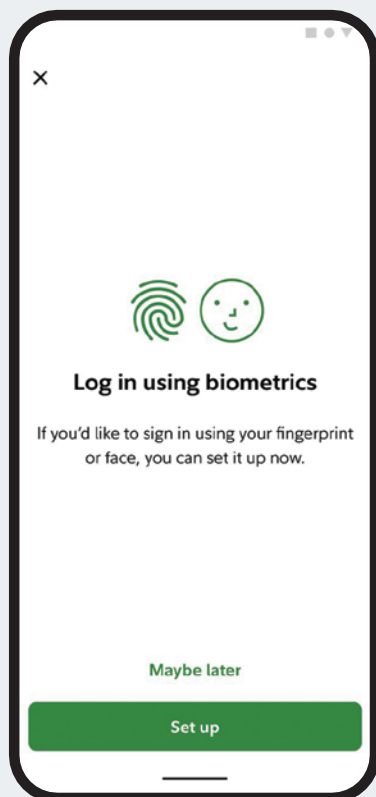 Log in using biometrics
If you'd like to sign in using your fingerprint
or face, you can set it up now.
Maybe later
Set up